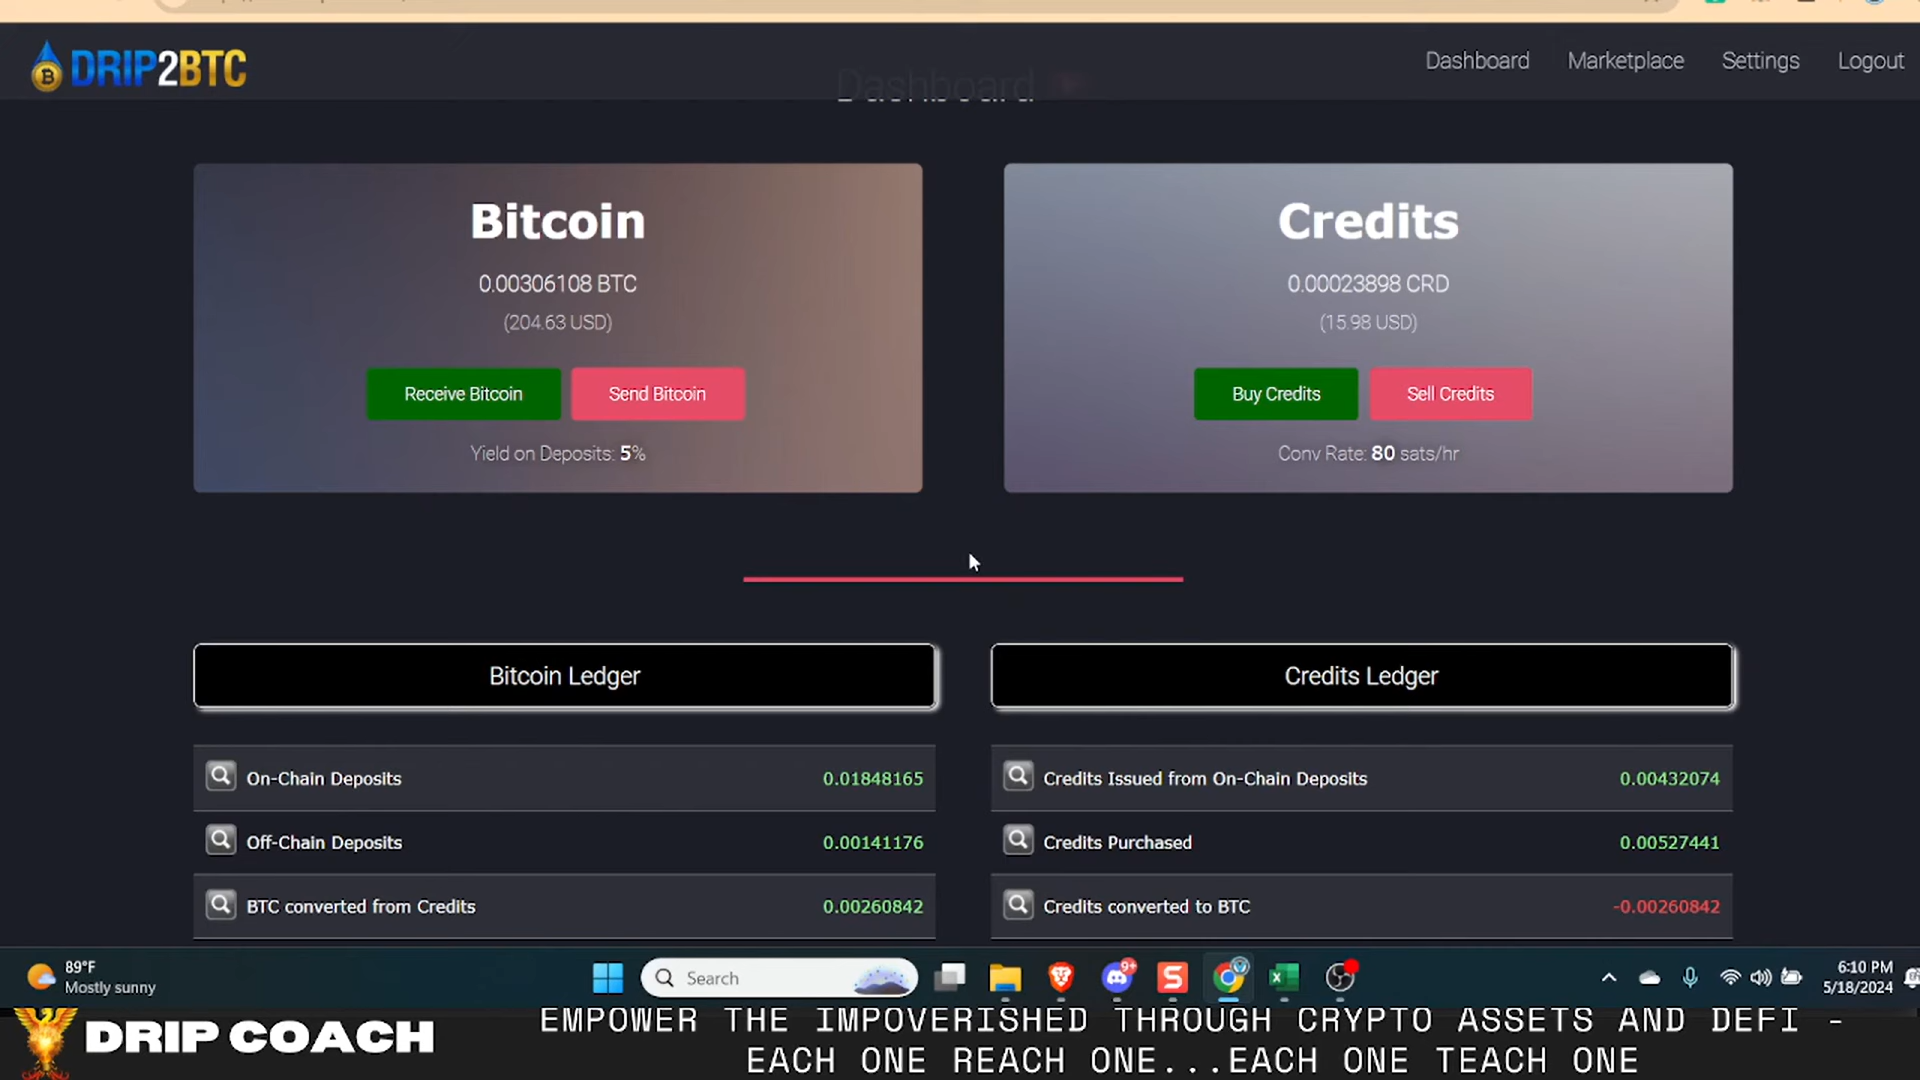 DRIP2BTC
Dashboard Marketplace Settings Logout
Dashboard
Bitcoin
0.00306108 BTC
(204.63 USD)
Receive Bitcoin Send Bitcoin
Yield on Deposits: 5%
Credits
0.00023898 CRD
(15.98 USD)
Buy Credits Sell Credits
Conv Rate: 80 sats/hr
Bitcoin Ledger
On-Chain Deposits 0.01848165
Off-Chain Deposits 0.00141176
BTC converted from Credits 0.00260842
Credits Ledger
Credits Issued from On-Chain Deposits 0.00432074
Credits Purchased 0.00527441
Credits converted to BTC -0.00260842
89°F
Mostly sunny
Search
9+
6:10 PM
5/18/2024
DRIP COACH
EMPOWER THE IMPOVERISHED THROUGH CRYPTO ASSETS AND DEFI -
EACH ONE REACH ONE...EACH ONE TEACH ONE